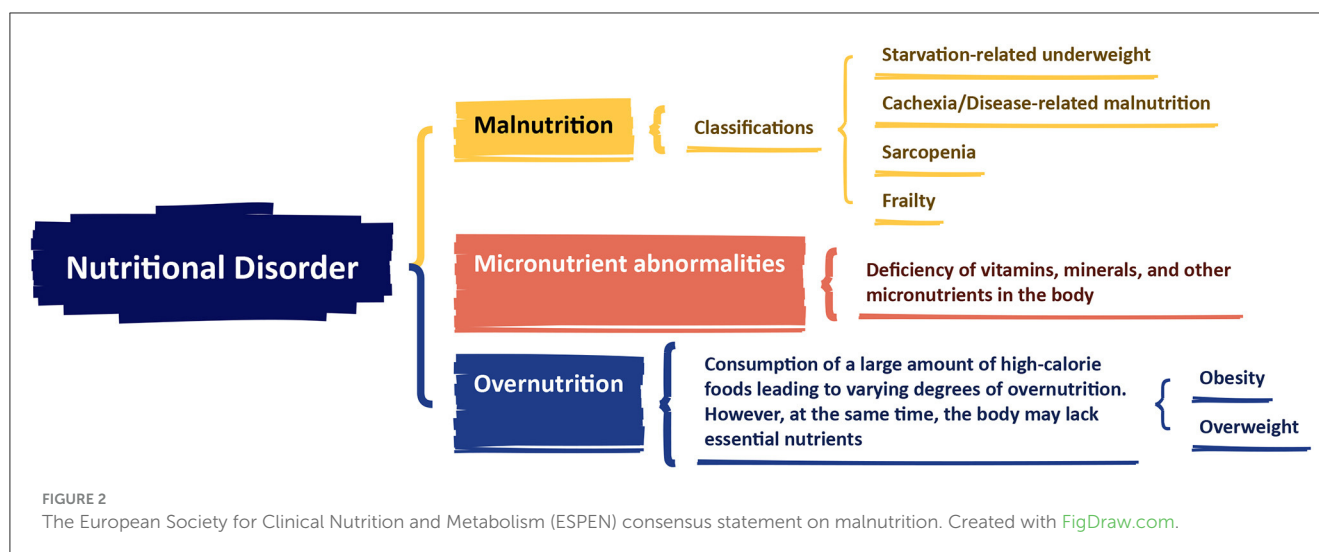 Nutritional Disorder
Malnutrition
Classifications
Starvation-related underweight
Cachexia/Disease-related malnutrition
Sarcopenia
Frailty
Micronutrient abnormalities
Deficiency of vitamins, minerals, and other
micronutrients in the body
Overnutrition
Consumption of a large amount of high-calorie
foods leading to varying degrees of overnutrition.
However, at the same time, the body may lack
essential nutrients
Obesity
Overweight
FIGURE 2
The European Society for Clinical Nutrition and Metabolism (ESPEN) consensus statement on malnutrition. Created with FigDraw.com.